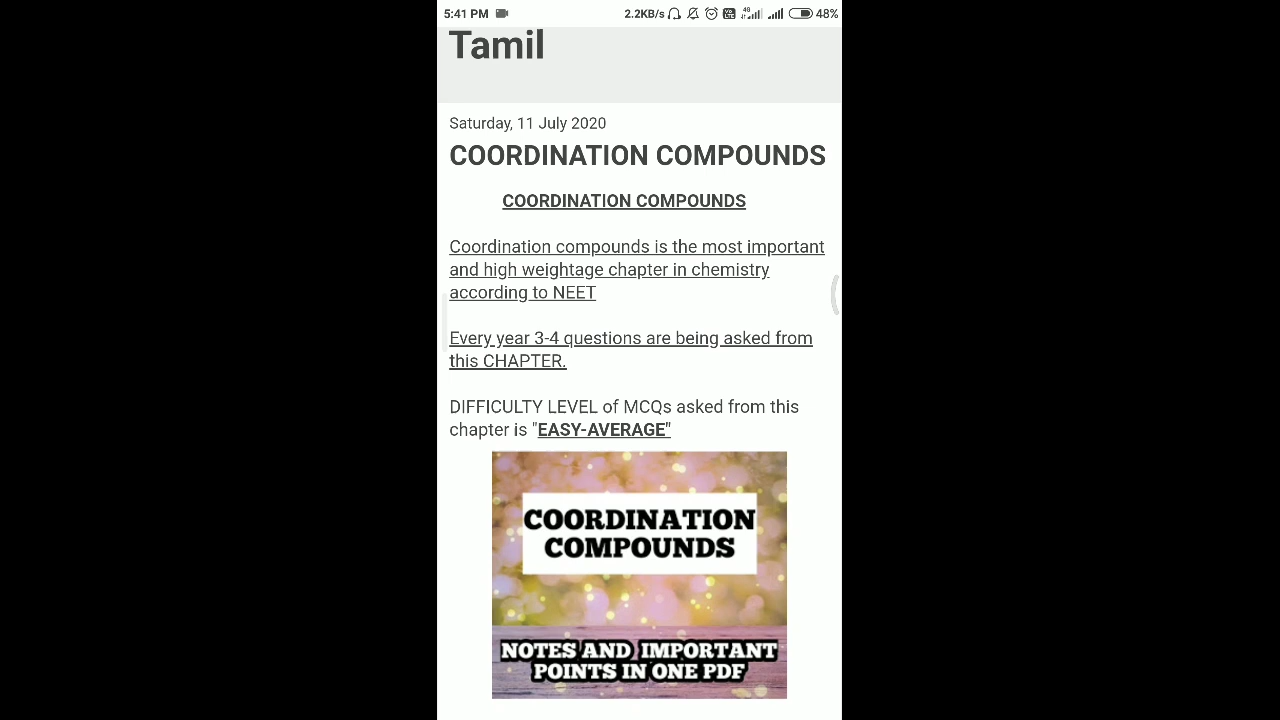 5:41 PM 2.2KB/s 4G 48%
Tamil
Saturday, 11 July 2020
COORDINATION COMPOUNDS
COORDINATION COMPOUNDS
Coordination compounds is the most important
and high weightage chapter in chemistry
according to NEET
Every year 3-4 questions are being asked from
this CHAPTER.
DIFFICULTY LEVEL of MCQs asked from this
chapter is "EASY-AVERAGE"
COORDINATION
COMPOUNDS
NOTES AND IMPORTANT
POINTS IN ONE PDF